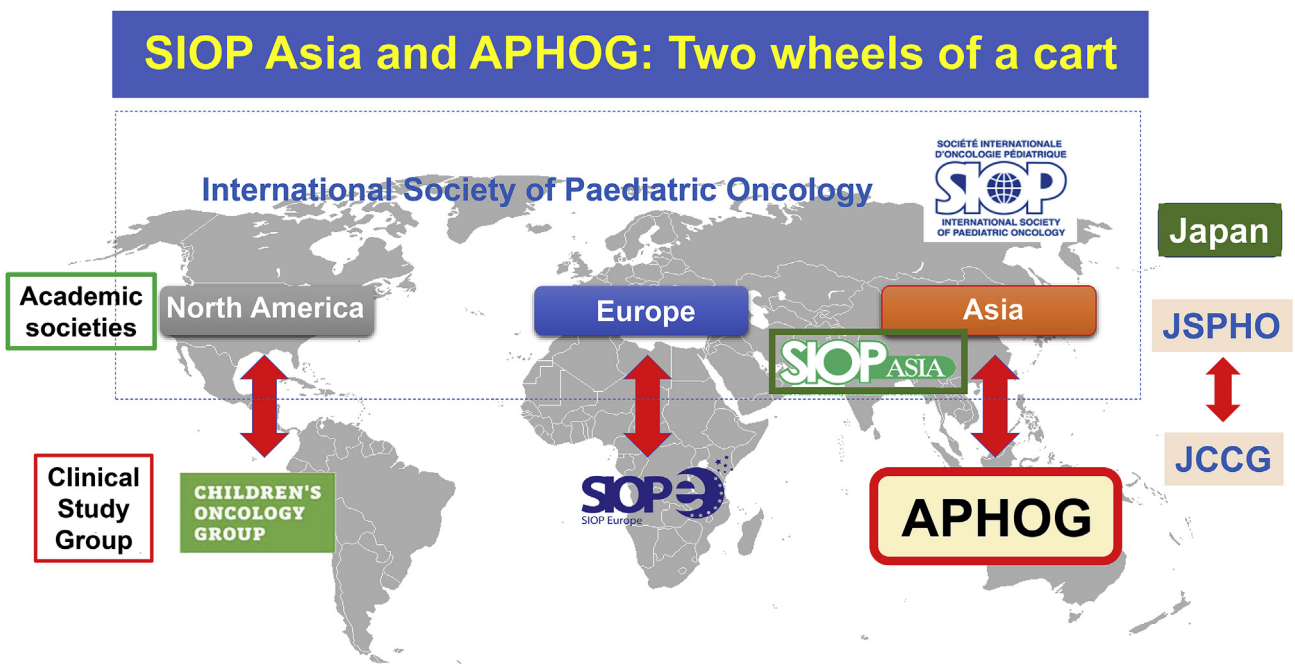 SIOP Asia and APHOG: Two wheels of a cart
SOCIÉTÉ INTERNATIONALE
D'ONCOLOGIE PÉDIATRIQUE
SIOP
INTERNATIONAL SOCIETY
OF PAEDIATRIC ONCOLOGY
International Society of Paediatric Oncology
Japan
Academic
societies
North America
Europe
Asia
JSPHO
SIOP ASIA
JCCG
Clinical
Study
Group
CHILDREN'S
ONCOLOGY
GROUP
SIOPe
SIOP Europe
APHOG